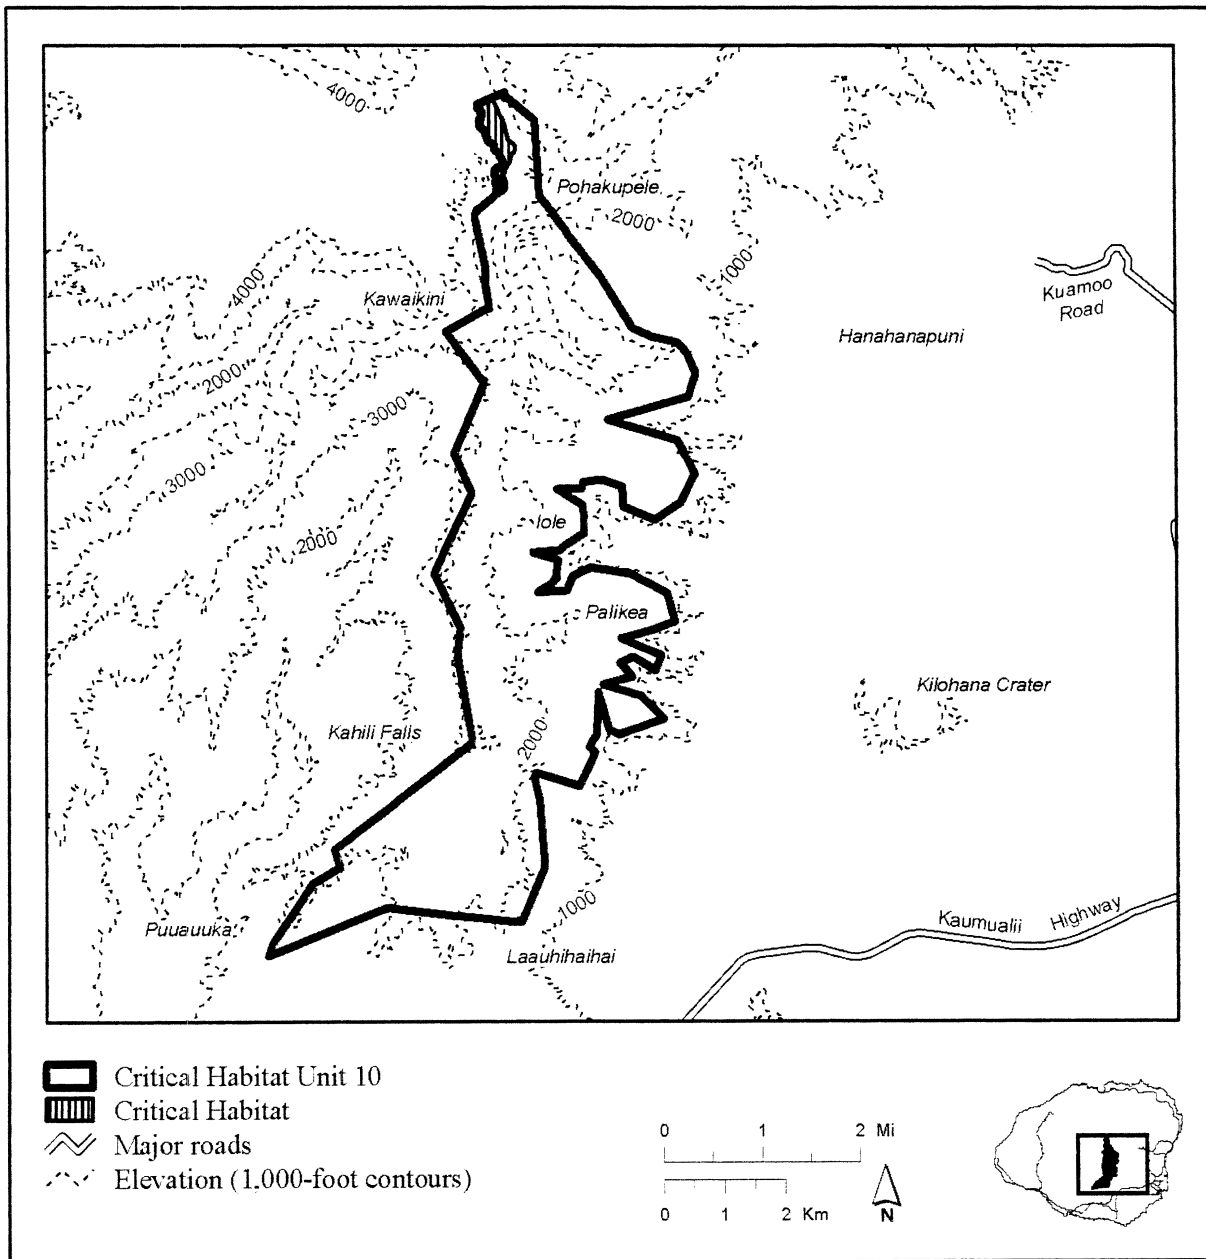 4000
Pohakupele
2000
1000
4000
Kawaikini
Kuamoo
Road
Hanahanapuni
2000
3000
3000
Iole
2000
Palikea
Kilohana Crater
Kahili Falls
2000
1000
Puuauuka
Kaumualii Highway
Laauhihaihai
Critical Habitat Unit 10
Critical Habitat
Major roads
Elevation (1,000-foot contours)
0 1 2 Mi
0 1 2 Km
N